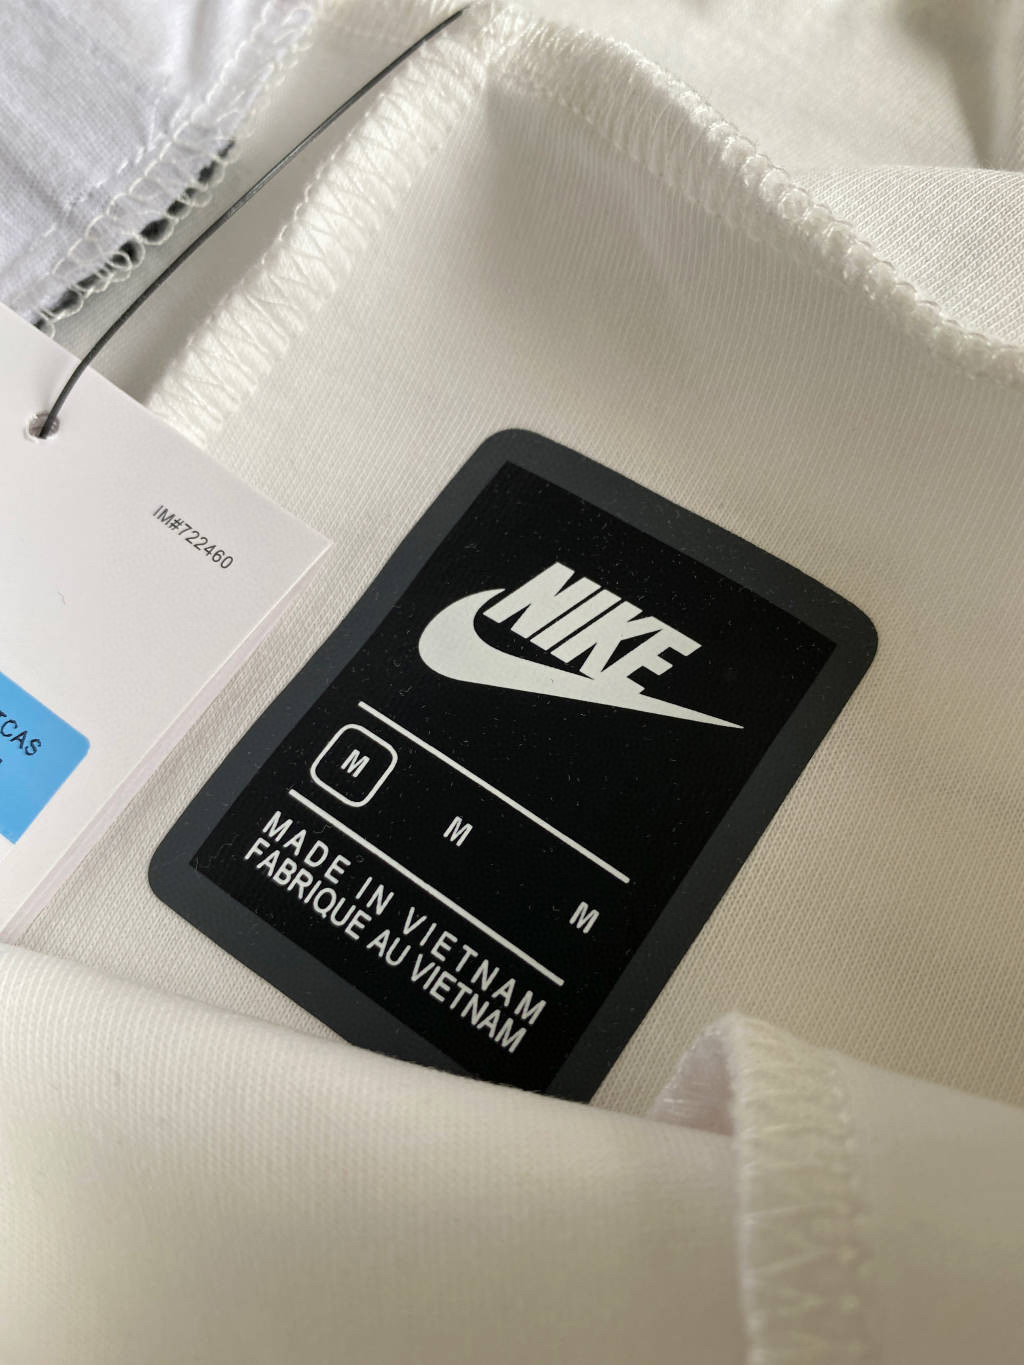 IM#722460
NIKE
M M M
MADE IN VIETNAM
FABRIQUE AU VIETNAM